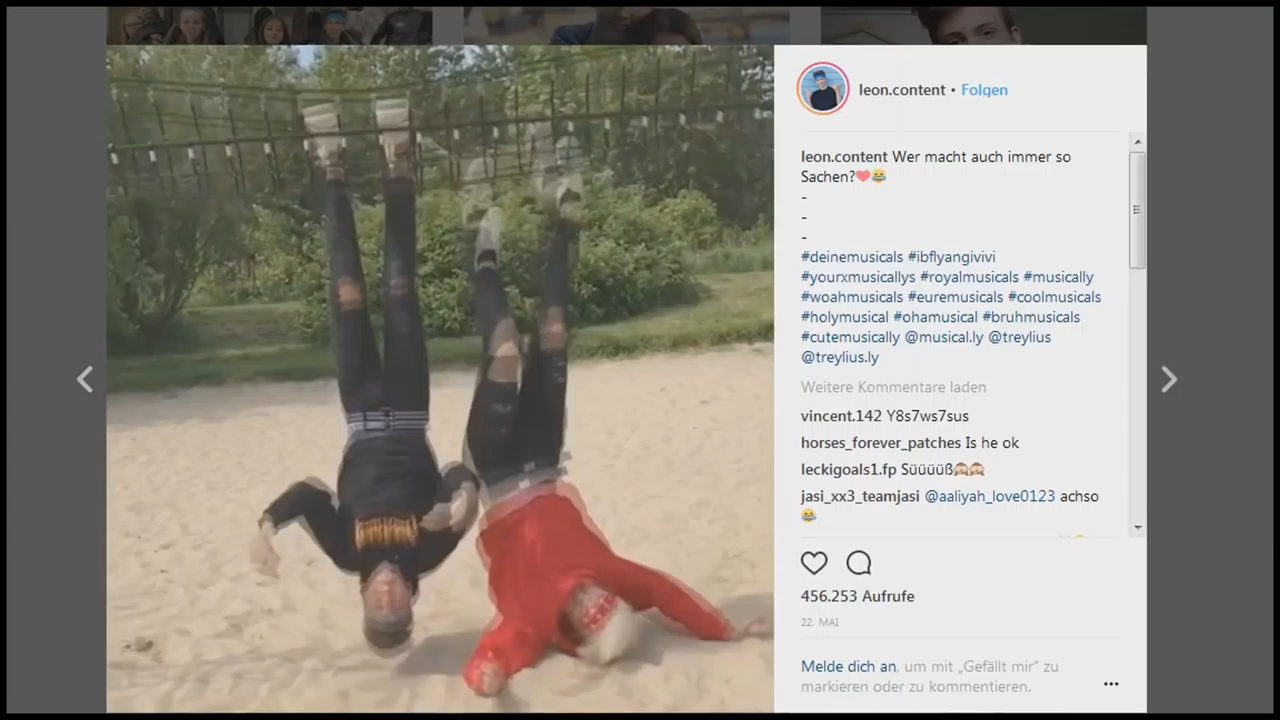 leon.content • Folgen
leon.content Wer macht auch immer so
Sachen?❤😂
-
-
-
#deinemusicals #ibflyangivivi
#yourxmusicallys #royalmusicals #musically
#woahmusicals #euremusicals #coolmusicals
#holymusical #ohamusical #bruhmusicals
#cutemusically @musical.ly @treylius
@treylius.ly
Weitere Kommentare laden
vincent.142 Y8s7ws7sus
horses_forever_patches Is he ok
leckigoals1.fp Süüüüß🙈🙈
jasi_xx3_teamjasi @aaliyah_love0123 achso
😂
456.253 Aufrufe
22. MAI
Melde dich an, um mit „Gefällt mir“ zu
markieren oder zu kommentieren.